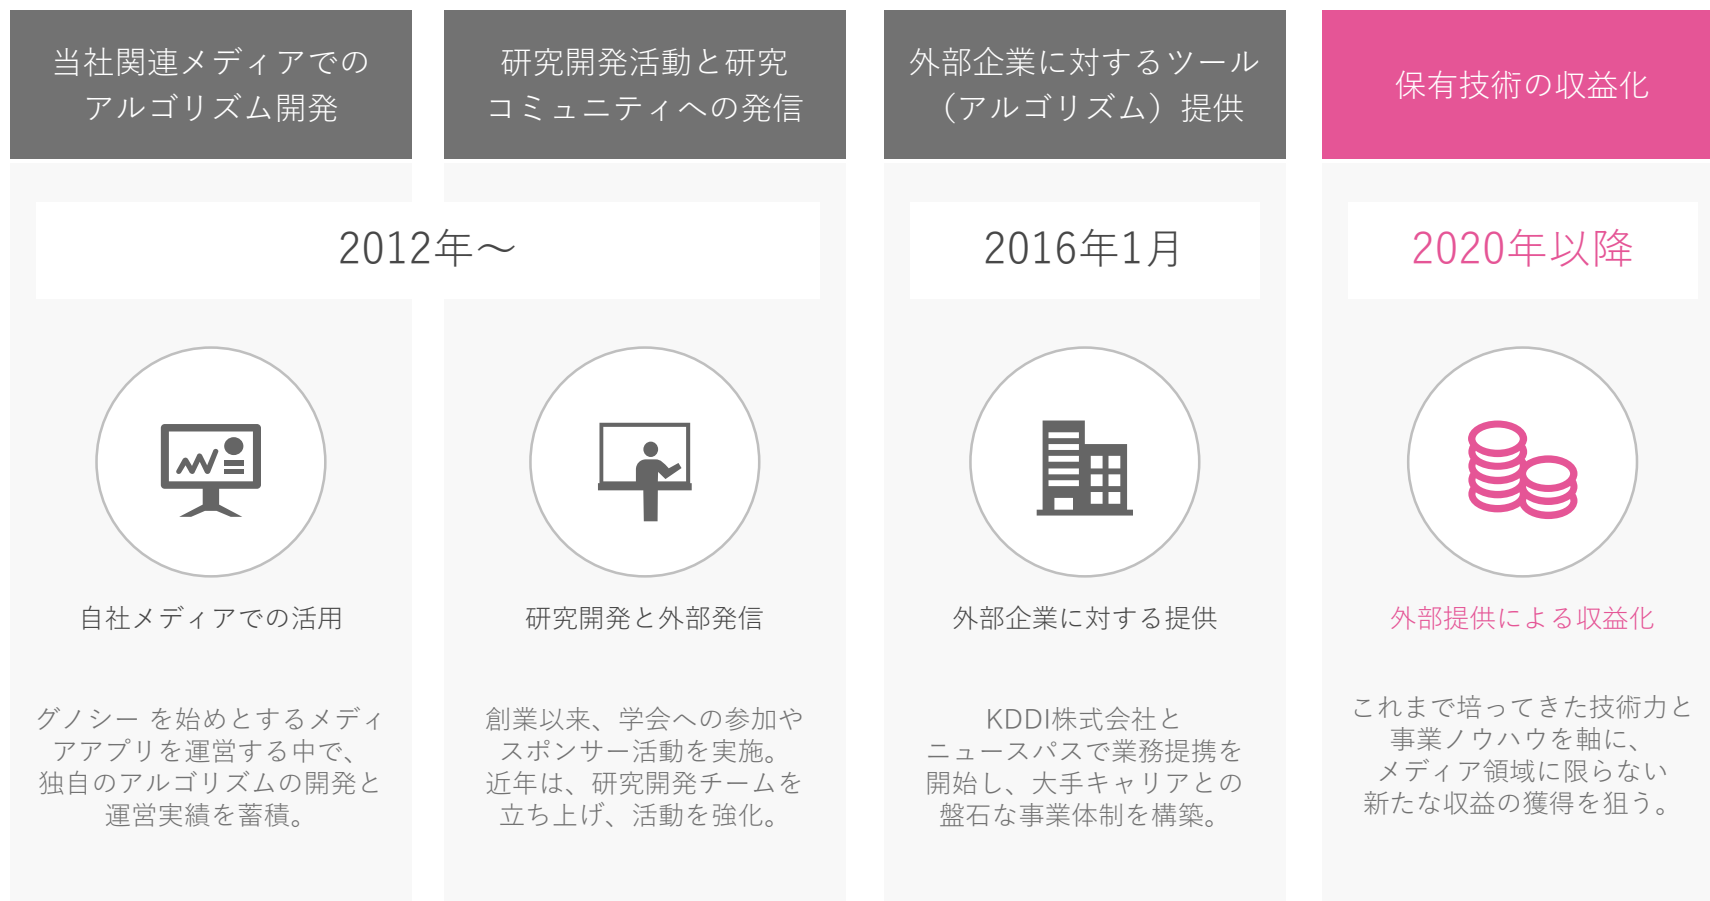 当社関連メディアでの
アルゴリズム開発
研究開発活動と研究
コミュニティへの発信
外部企業に対するツール
（アルゴリズム）提供
保有技術の収益化
2012年～
2016年1月
2020年以降
自社メディアでの活用
研究開発と外部発信
外部企業に対する提供
外部提供による収益化
グノシー を始めとするメディ
アアプリを運営する中で、
独自のアルゴリズムの開発と
運営実績を蓄積。
創業以来、学会への参加や
スポンサー活動を実施。
近年は、研究開発チームを
立ち上げ、活動を強化。
KDDI株式会社と
ニュースパスで業務提携を
開始し、大手キャリアとの
盤石な事業体制を構築。
これまで培ってきた技術力と
事業ノウハウを軸に、
メディア領域に限らない
新たな収益の獲得を狙う。